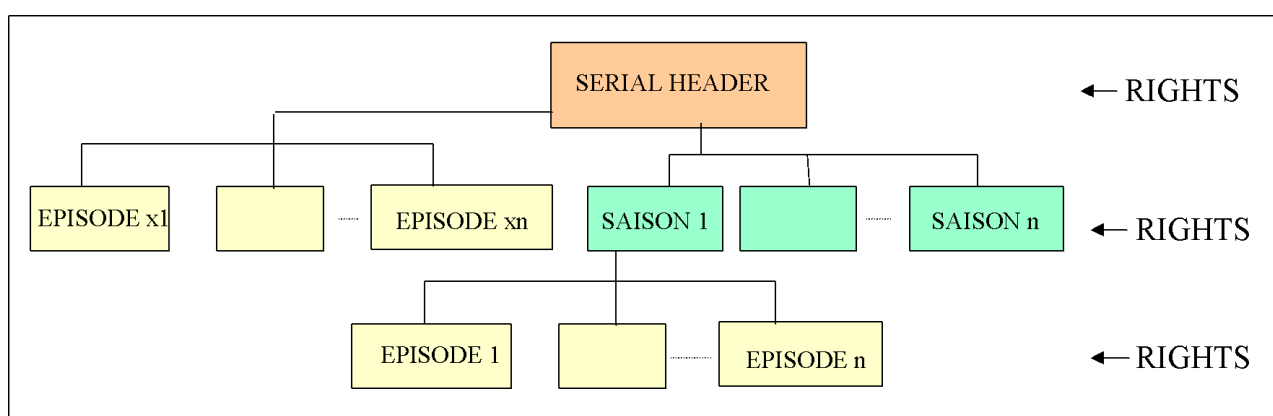 SERIAL HEADER
RIGHTS
EPISODE x1
EPISODE xn
SAISON 1
SAISON n
RIGHTS
EPISODE 1
EPISODE n
RIGHTS